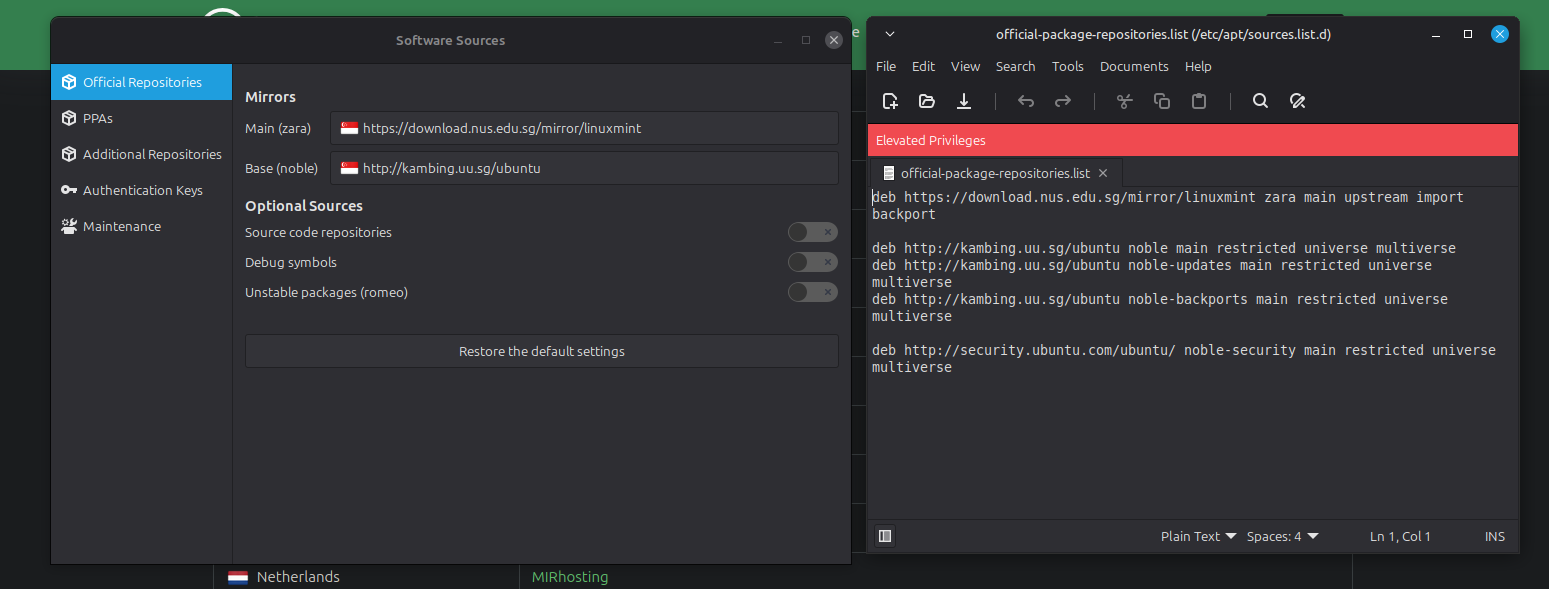 Software Sources
Official Repositories
PPAs
Additional Repositories
Authentication Keys
Maintenance
Mirrors
Main (zara) https://download.nus.edu.sg/mirror/linuxmint
Base (noble) http://kambing.uu.sg/ubuntu
Optional Sources
Source code repositories
Debug symbols
Unstable packages (romeo)
Restore the default settings
official-package-repositories.list (/etc/apt/sources.list.d)
File Edit View Search Tools Documents Help
Elevated Privileges
official-package-repositories.list
deb https://download.nus.edu.sg/mirror/linuxmint zara main upstream import
backport
deb http://kambing.uu.sg/ubuntu noble main restricted universe multiverse
deb http://kambing.uu.sg/ubuntu noble-updates main restricted universe
multiverse
deb http://kambing.uu.sg/ubuntu noble-backports main restricted universe
multiverse
deb http://security.ubuntu.com/ubuntu/ noble-security main restricted universe
multiverse
Plain Text Spaces: 4 Ln 1, Col 1 INS
Netherlands MIRhosting